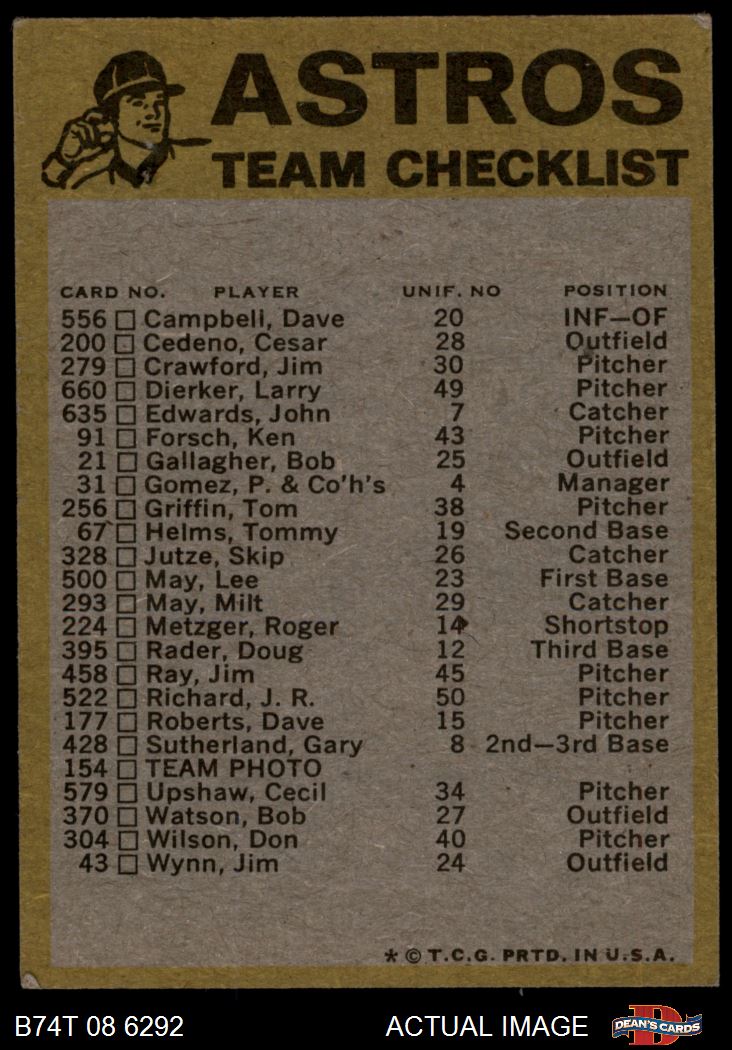 ASTROS
TEAM CHECKLIST
CARD NO. PLAYER UNIF. NO POSITION
556 Campbell, Dave 20 INF—OF
200 Cedeno, Cesar 28 Outfield
279 Crawford, Jim 30 Pitcher
660 Dierker, Larry 49 Pitcher
635 Edwards, John 7 Catcher
91 Forsch, Ken 43 Pitcher
21 Gallagher, Bob 25 Outfield
31 Gomez, P. & Co'h's 4 Manager
256 Griffin, Tom 38 Pitcher
67 Helms, Tommy 19 Second Base
328 Jutze, Skip 26 Catcher
500 May, Lee 23 First Base
293 May, Milt 29 Catcher
224 Metzger, Roger 14 Shortstop
395 Rader, Doug 12 Third Base
458 Ray, Jim 45 Pitcher
522 Richard, J. R. 50 Pitcher
177 Roberts, Dave 15 Pitcher
428 Sutherland, Gary 8 2nd—3rd Base
154 TEAM PHOTO
579 Upshaw, Cecil 34 Pitcher
370 Watson, Bob 27 Outfield
304 Wilson, Don 40 Pitcher
43 Wynn, Jim 24 Outfield
* © T.C.G. PRTD. IN U.S.A.
B74T 08 6292 ACTUAL IMAGE DEAN'S CARDS